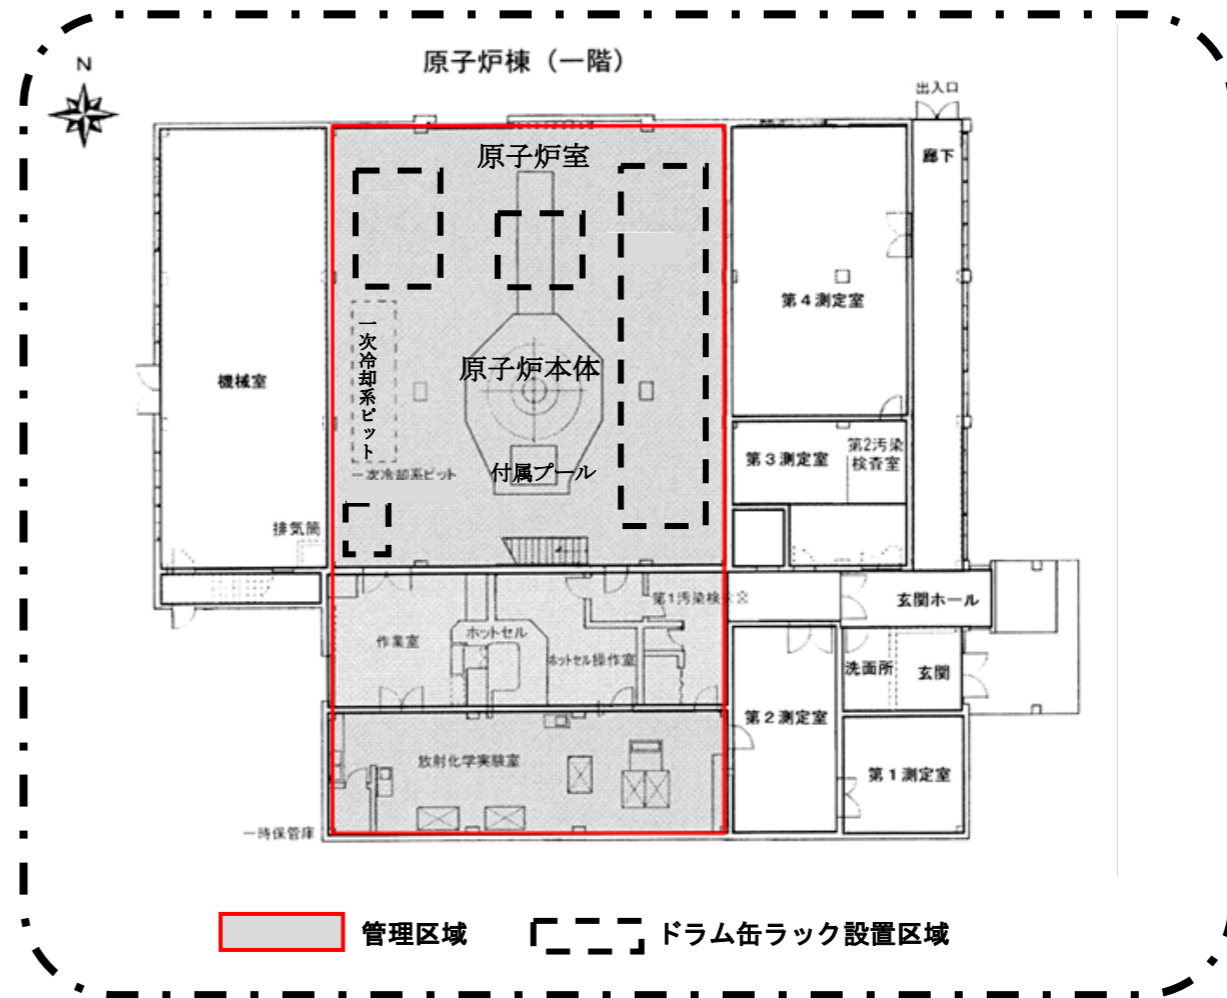 原子炉棟（一階）
N
出入口
廊下
原子炉室
第４測定室
一次冷却系ピット
原子炉本体
機械室
第３測定室
第2汚染
検査室
一次冷却系ピット
付属プール
排気筒
第1汚染検
玄関ホール
作業室
ホットセル
ホットセル操作室
洗面所
玄関
第２測定室
放射化学実験室
第１測定室
一時保管庫
管理区域
ドラム缶ラック設置区域